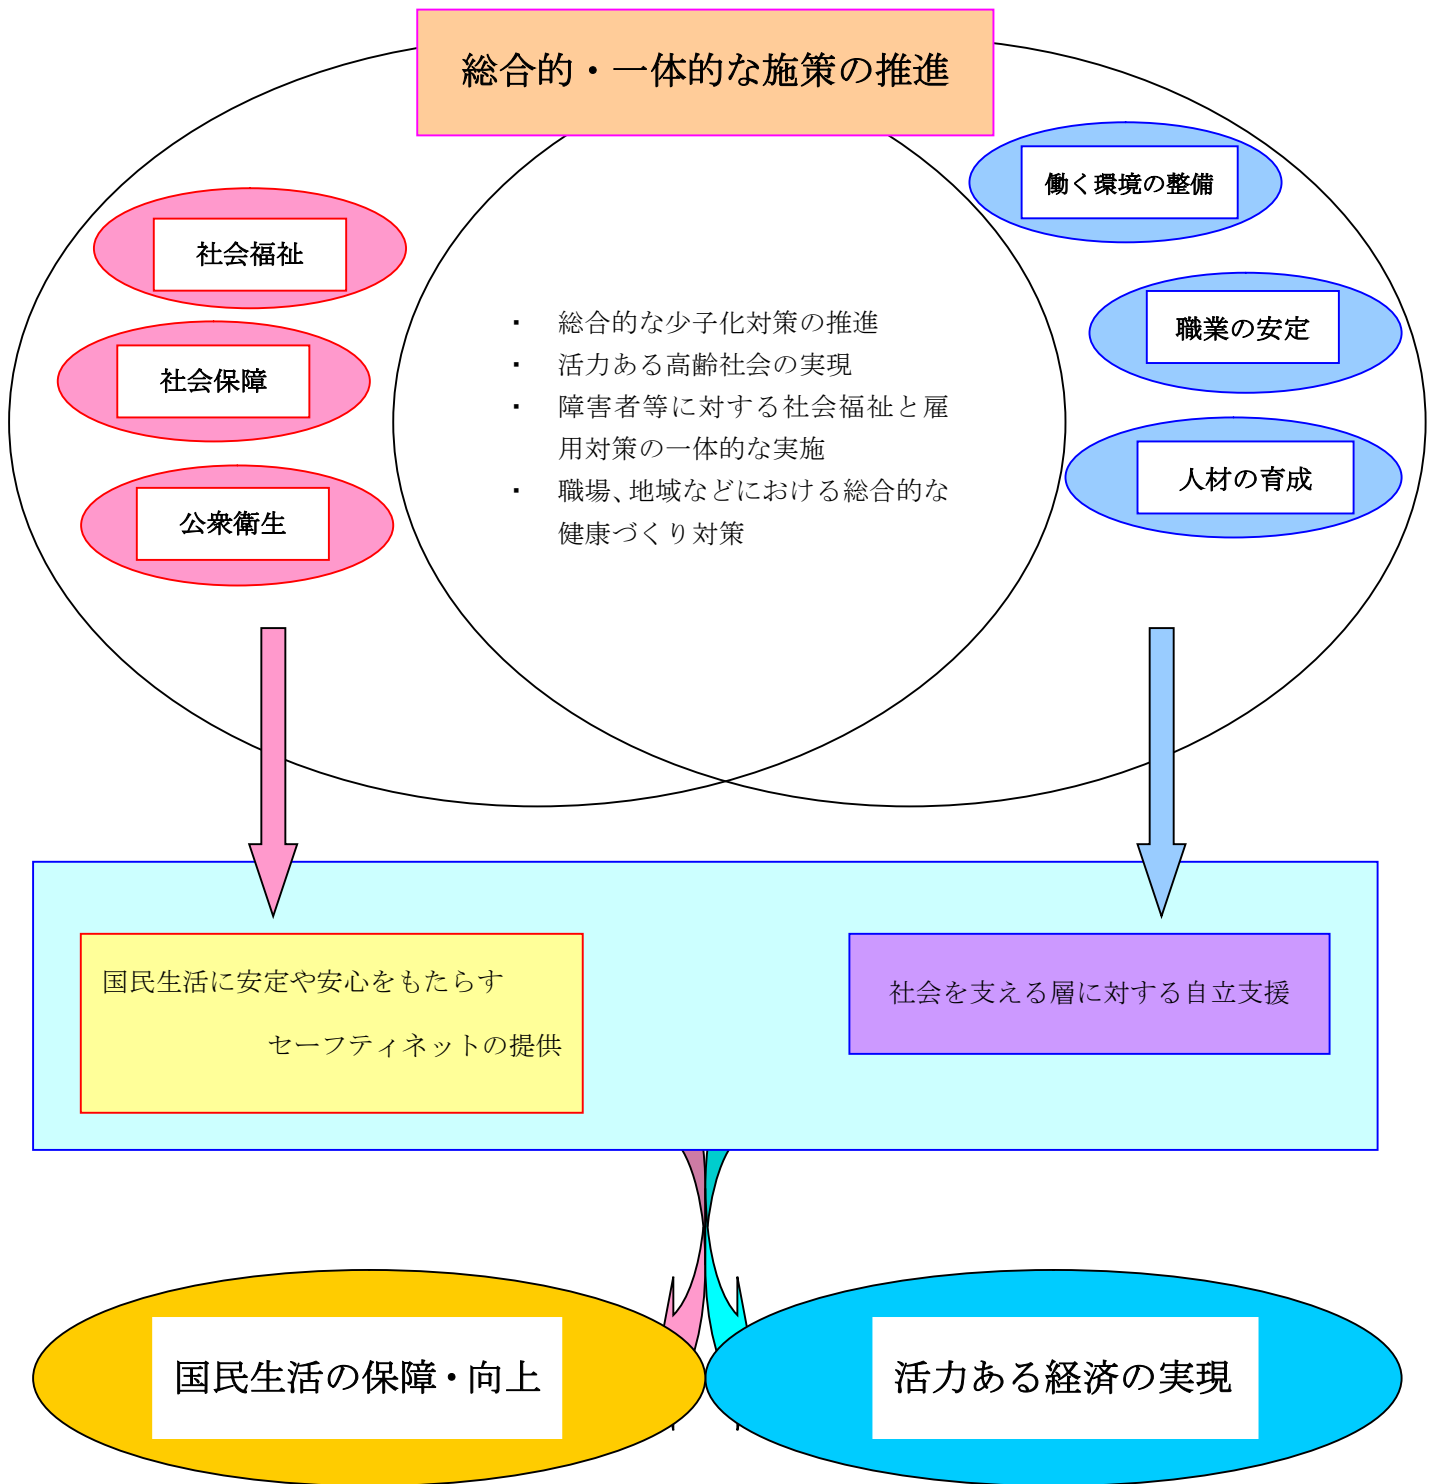 総合的・一体的な施策の推進
社会福祉
社会保障
公衆衛生
・ 総合的な少子化対策の推進
・ 活力ある高齢社会の実現
・ 障害者等に対する社会福祉と雇
用対策の一体的な実施
・ 職場、地域などにおける総合的な
健康づくり対策
働く環境の整備
職業の安定
人材の育成
国民生活に安定や安心をもたらす
セーフティネットの提供
社会を支える層に対する自立支援
国民生活の保障・向上
活力ある経済の実現